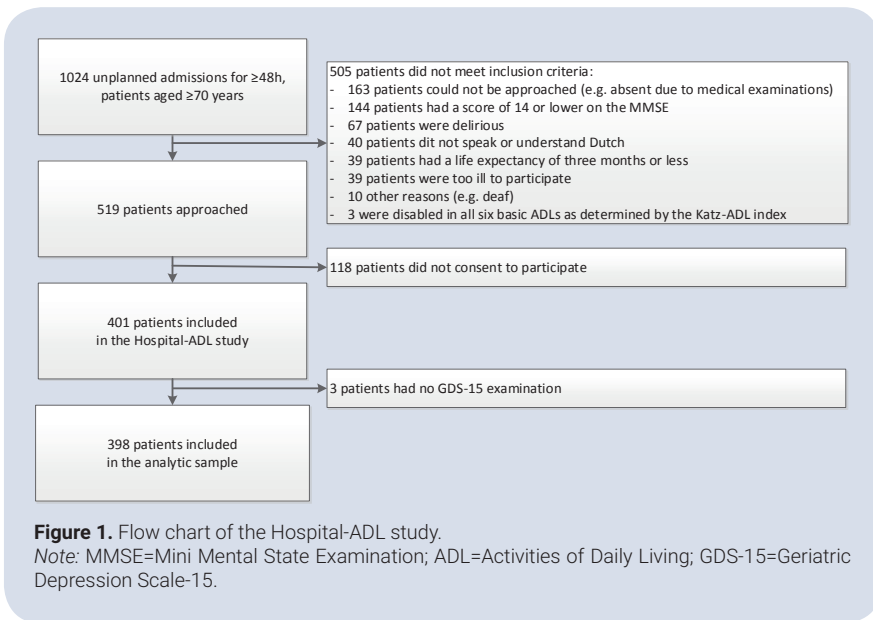 1024 unplanned admissions for ≥48h,
patients aged ≥70 years
505 patients did not meet inclusion criteria:
- 163 patients could not be approached (e.g. absent due to medical examinations)
- 144 patients had a score of 14 or lower on the MMSE
- 67 patients were delirious
- 40 patients dit not speak or understand Dutch
- 39 patients had a life expectancy of three months or less
- 39 patients were too ill to participate
- 10 other reasons (e.g. deaf)
- 3 were disabled in all six basic ADLs as determined by the Katz-ADL index
519 patients approached
118 patients did not consent to participate
401 patients included
in the Hospital-ADL study
3 patients had no GDS-15 examination
398 patients included
in the analytic sample
Figure 1. Flow chart of the Hospital-ADL study.
Note: MMSE=Mini Mental State Examination; ADL=Activities of Daily Living; GDS-15=Geriatric
Depression Scale-15.